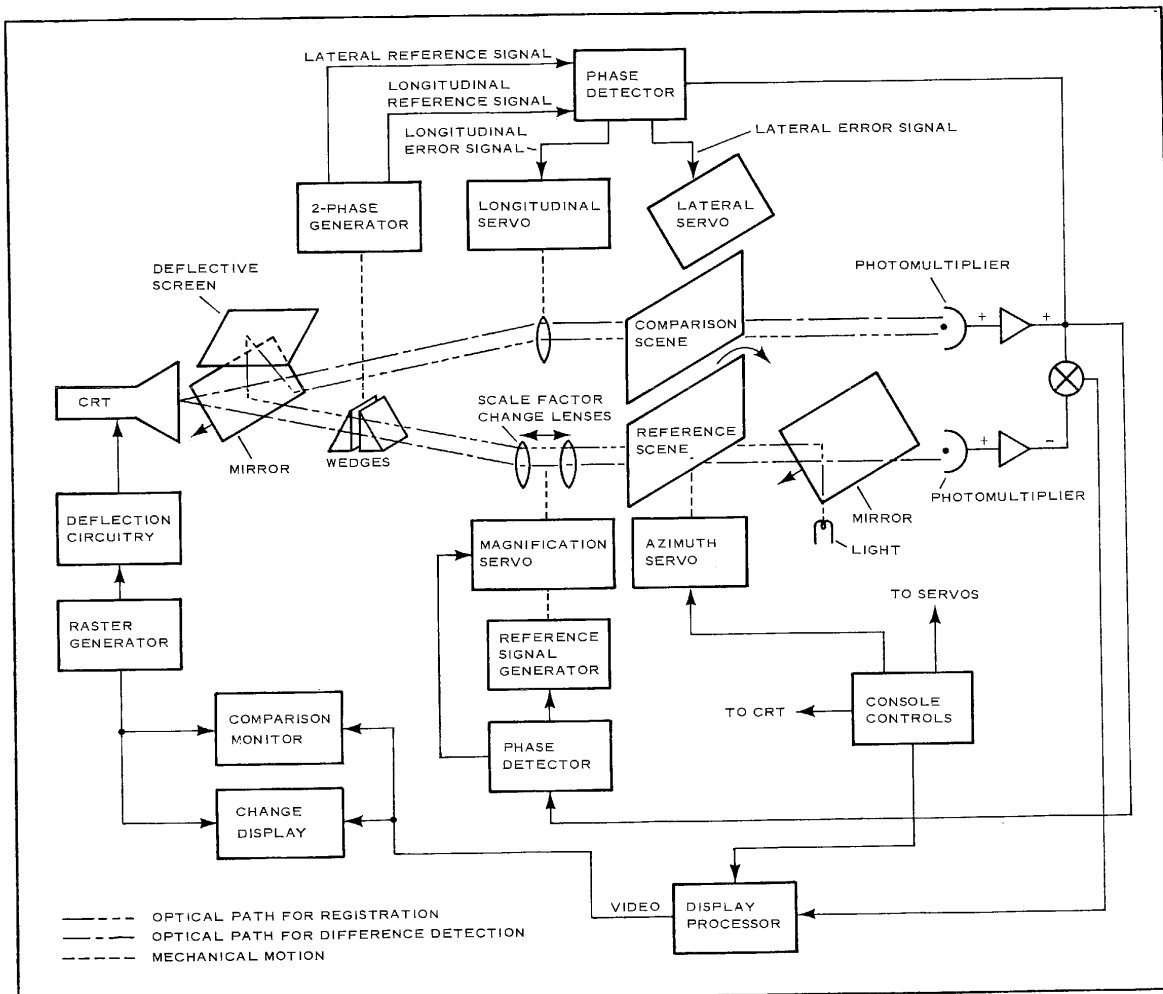 LATERAL REFERENCE SIGNAL
LONGITUDINAL
REFERENCE SIGNAL
PHASE
DETECTOR
LONGITUDINAL
ERROR SIGNAL
LATERAL ERROR SIGNAL
2-PHASE
GENERATOR
LONGITUDINAL
SERVO
LATERAL
SERVO
DEFLECTIVE
SCREEN
PHOTOMULTIPLIER
COMPARISON
SCENE
+
+
CRT
MIRROR
WEDGES
SCALE FACTOR
CHANGE LENSES
REFERENCE
SCENE
+
−
PHOTOMULTIPLIER
MIRROR
LIGHT
DEFLECTION
CIRCUITRY
MAGNIFICATION
SERVO
AZIMUTH
SERVO
TO SERVOS
RASTER
GENERATOR
REFERENCE
SIGNAL
GENERATOR
CONSOLE
CONTROLS
TO CRT
COMPARISON
MONITOR
PHASE
DETECTOR
CHANGE
DISPLAY
VIDEO
DISPLAY
PROCESSOR
OPTICAL PATH FOR REGISTRATION
OPTICAL PATH FOR DIFFERENCE DETECTION
MECHANICAL MOTION